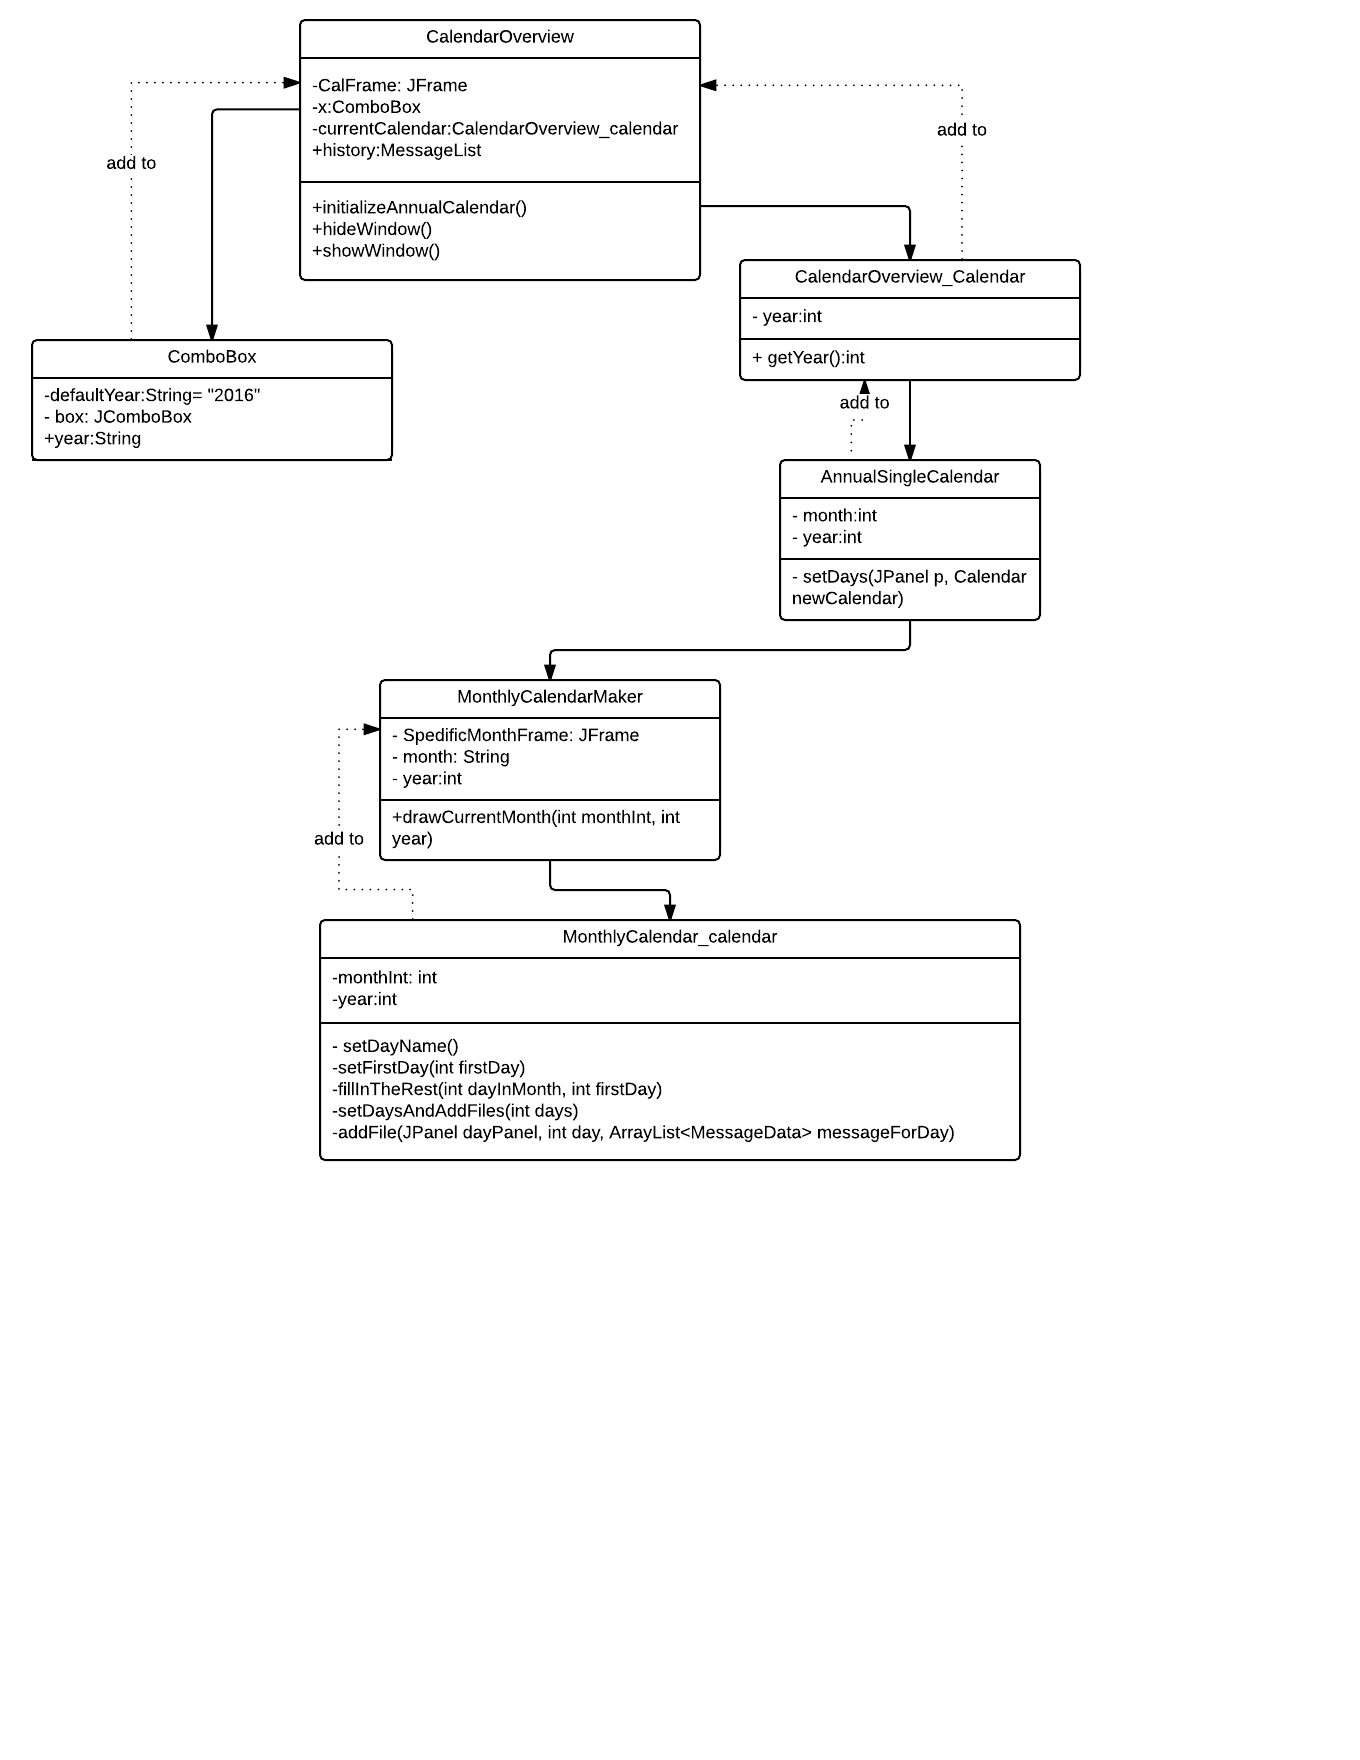 CalendarOverview
-CalFrame: JFrame
-x:ComboBox
-currentCalendar:CalendarOverview_calendar
+history:MessageList
+initializeAnnualCalendar()
+hideWindow()
+showWindow()
add to
add to
CalendarOverview_Calendar
- year:int
+ getYear():int
ComboBox
-defaultYear:String= "2016"
- box: JComboBox
+year:String
add to
AnnualSingleCalendar
- month:int
- year:int
- setDays(JPanel p, Calendar
newCalendar)
MonthlyCalendarMaker
- SpedificMonthFrame: JFrame
- month: String
- year:int
+drawCurrentMonth(int monthInt, int
year)
add to
MonthlyCalendar_calendar
-monthInt: int
-year:int
- setDayName()
-setFirstDay(int firstDay)
-fillInTheRest(int dayInMonth, int firstDay)
-setDaysAndAddFiles(int days)
-addFile(JPanel dayPanel, int day, ArrayList<MessageData> messageForDay)